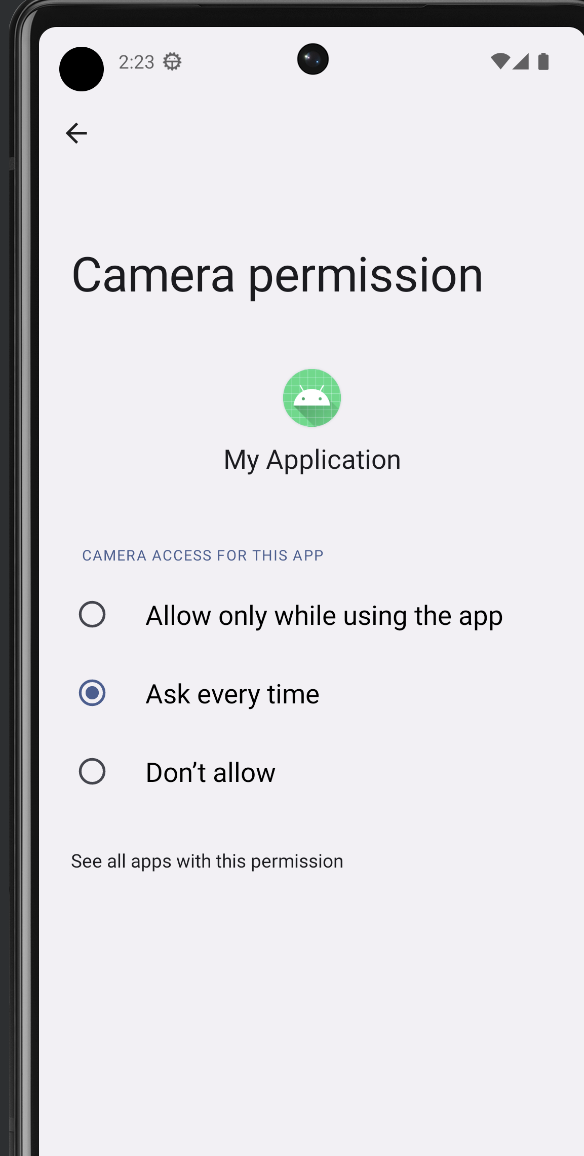 2:23
Camera permission
My Application
CAMERA ACCESS FOR THIS APP
Allow only while using the app
Ask every time
Don’t allow
See all apps with this permission